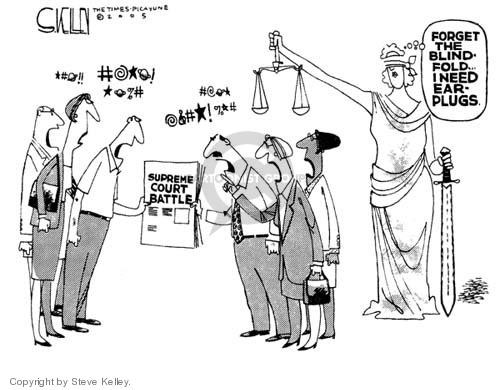 S.KELLEY
THE TIMES-PICAYUNE
©2005
*#@!!
#@*@!
*@%#
#@*
@&#*!
!%*#
SUPREME
COURT
BATTLE
FORGET
THE
BLIND-
FOLD...
I NEED
EAR-
PLUGS.
Copyright by Steve Kelley.